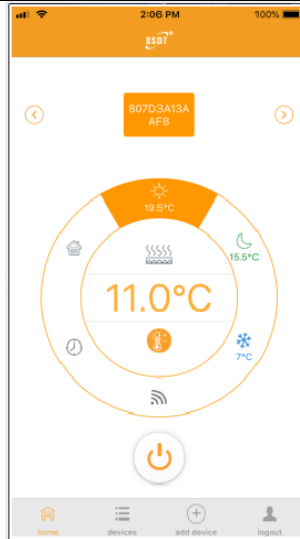 2:06 PM
100%
BSDT®
807D3A13A
AF8
19.5°C
15.5°C
11.0°C
7°C
home
devices
add device
logout